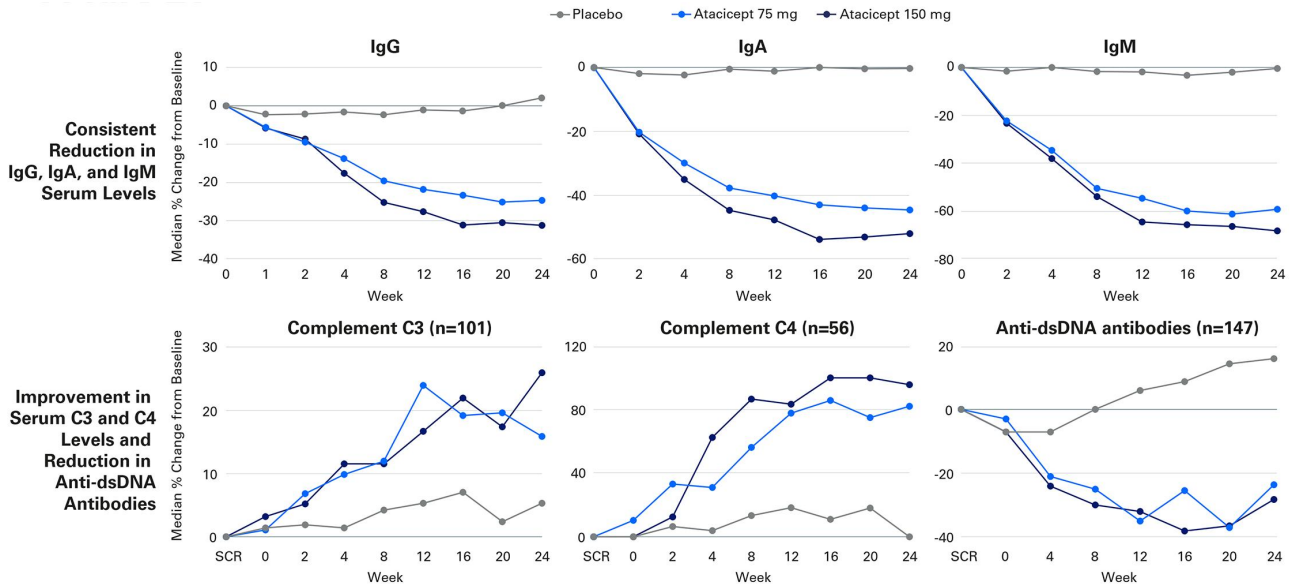 Placebo
Atacicept 75 mg
Atacicept 150 mg
Consistent
Reduction in
IgG, IgA, and IgM
Serum Levels
Median % Change from Baseline
IgG
10
0
-10
-20
-30
-40
0 1 2 4 8 12 16 20 24
Week
IgA
0
-20
-40
-60
0 2 4 8 12 16 20 24
Week
IgM
0
-20
-40
-60
-80
0 2 4 8 12 16 20 24
Week
Improvement in
Serum C3 and C4
Levels and
Reduction in
Anti-dsDNA
Antibodies
Median % Change from Baseline
Complement C3 (n=101)
30
20
10
0
SCR 0 2 4 8 12 16 20 24
Week
Complement C4 (n=56)
120
80
40
0
SCR 0 2 4 8 12 16 20 24
Week
Anti-dsDNA antibodies (n=147)
20
0
-20
-40
SCR 0 4 8 12 16 20 24
Week